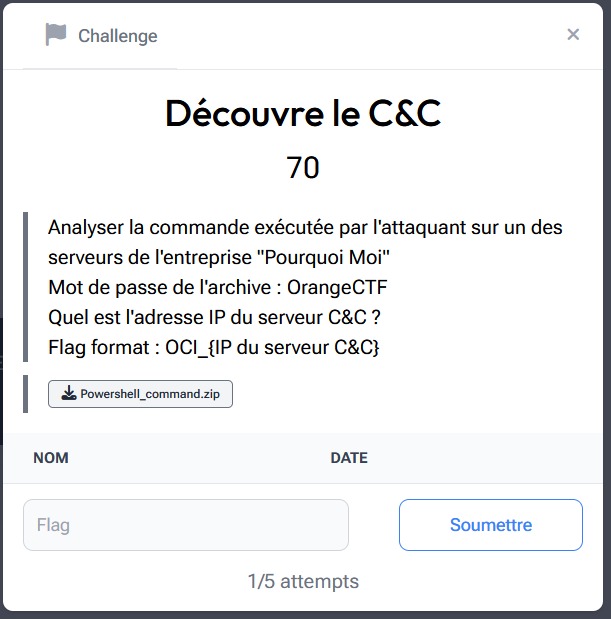 Challenge
×
Découvre le C&C
70
Analyser la commande exécutée par l'attaquant sur un des
serveurs de l'entreprise "Pourquoi Moi"
Mot de passe de l'archive : OrangeCTF
Quel est l'adresse IP du serveur C&C ?
Flag format : OCI_{IP du serveur C&C}
Powershell_command.zip
NOM DATE
Flag Soumettre
1/5 attempts